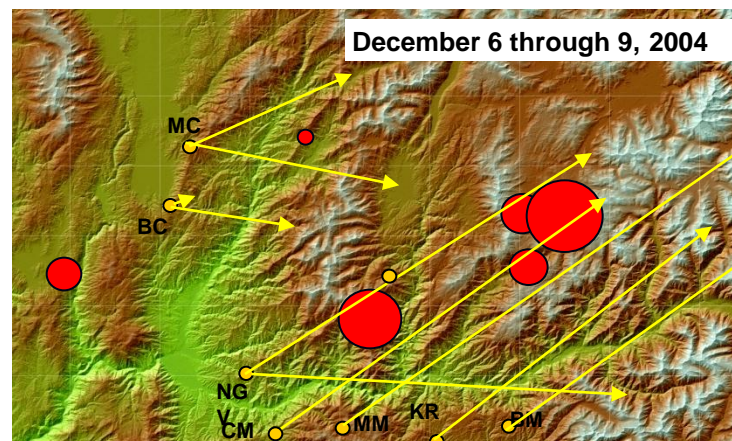 December 6 through 9, 2004
MC
BC
NG
V
CM
MM
KR
BM